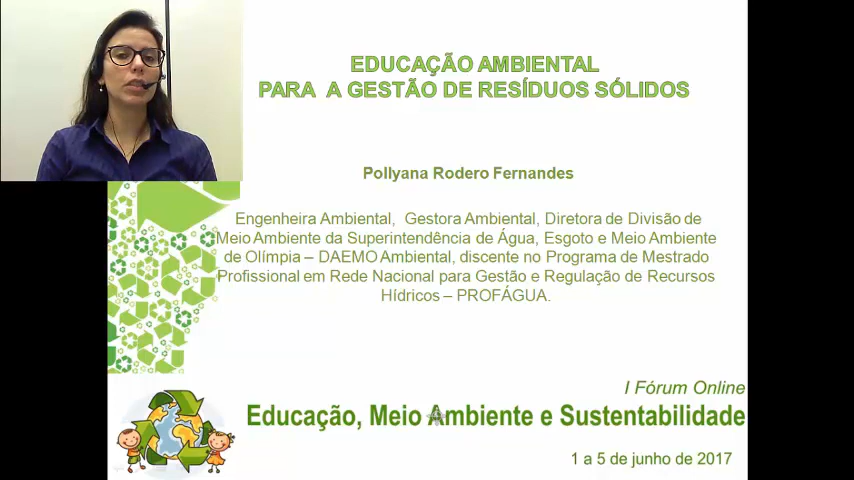 EDUCAÇÃO AMBIENTAL
PARA A GESTÃO DE RESÍDUOS SÓLIDOS
Pollyana Rodero Fernandes
Engenheira Ambiental, Gestora Ambiental, Diretora de Divisão de
Meio Ambiente da Superintendência de Água, Esgoto e Meio Ambiente
de Olímpia – DAEMO Ambiental, discente no Programa de Mestrado
Profissional em Rede Nacional para Gestão e Regulação de Recursos
Hídricos – PROFÁGUA.
I Fórum Online
Educação, Meio Ambiente e Sustentabilidade
1 a 5 de junho de 2017